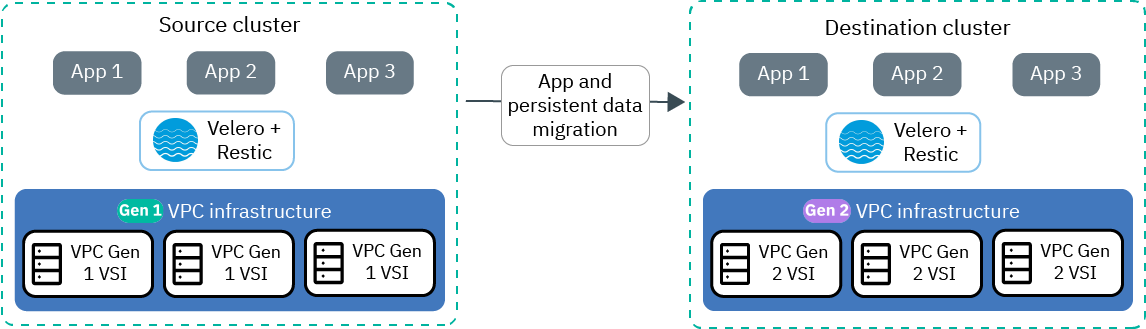 Source cluster
App 1
App 2
App 3
Velero +
Restic
Gen 1 VPC infrastructure
VPC Gen
1 VSI
VPC Gen
1 VSI
VPC Gen
1 VSI
App and
persistent data
migration
Destination cluster
App 1
App 2
App 3
Velero +
Restic
Gen 2 VPC infrastructure
VPC Gen
2 VSI
VPC Gen
2 VSI
VPC Gen
2 VSI